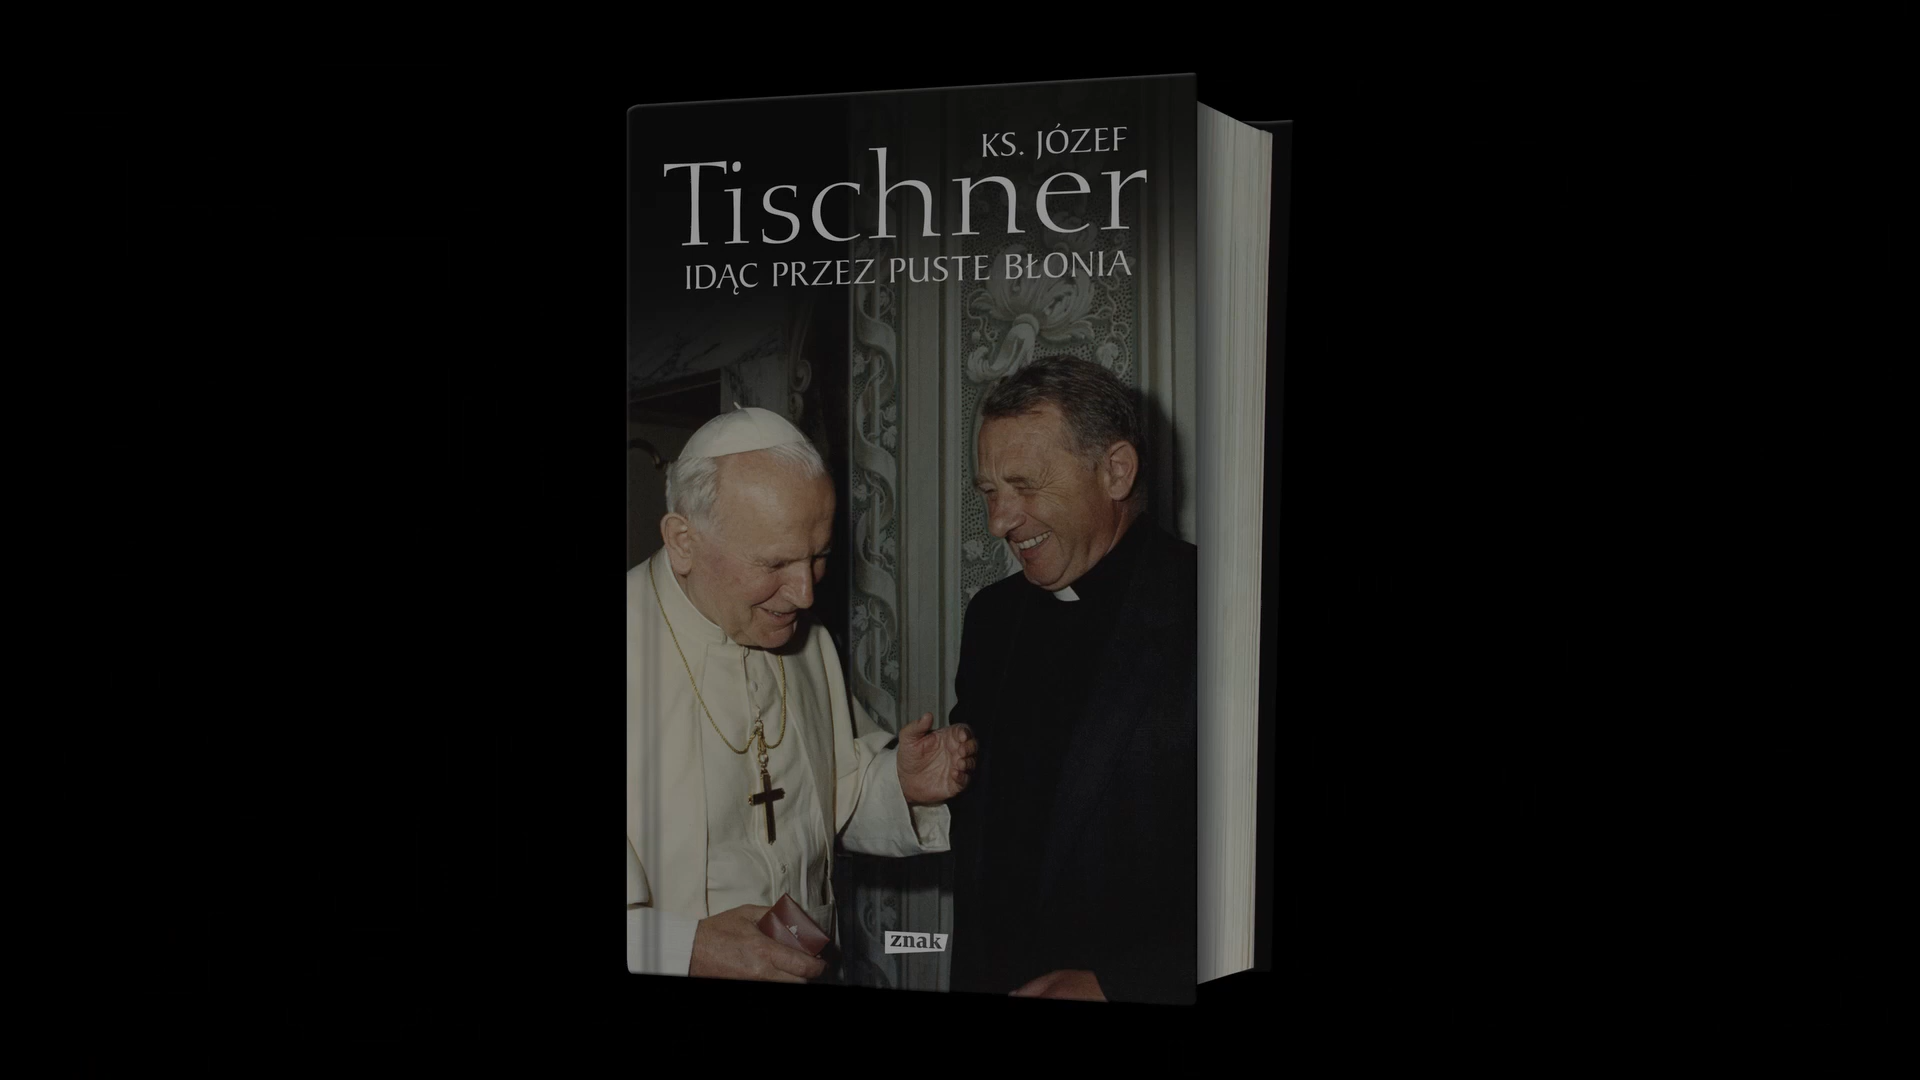 KS. JÓZEF
Tischner
IDĄC PRZEZ PUSTE BŁONIA
znak